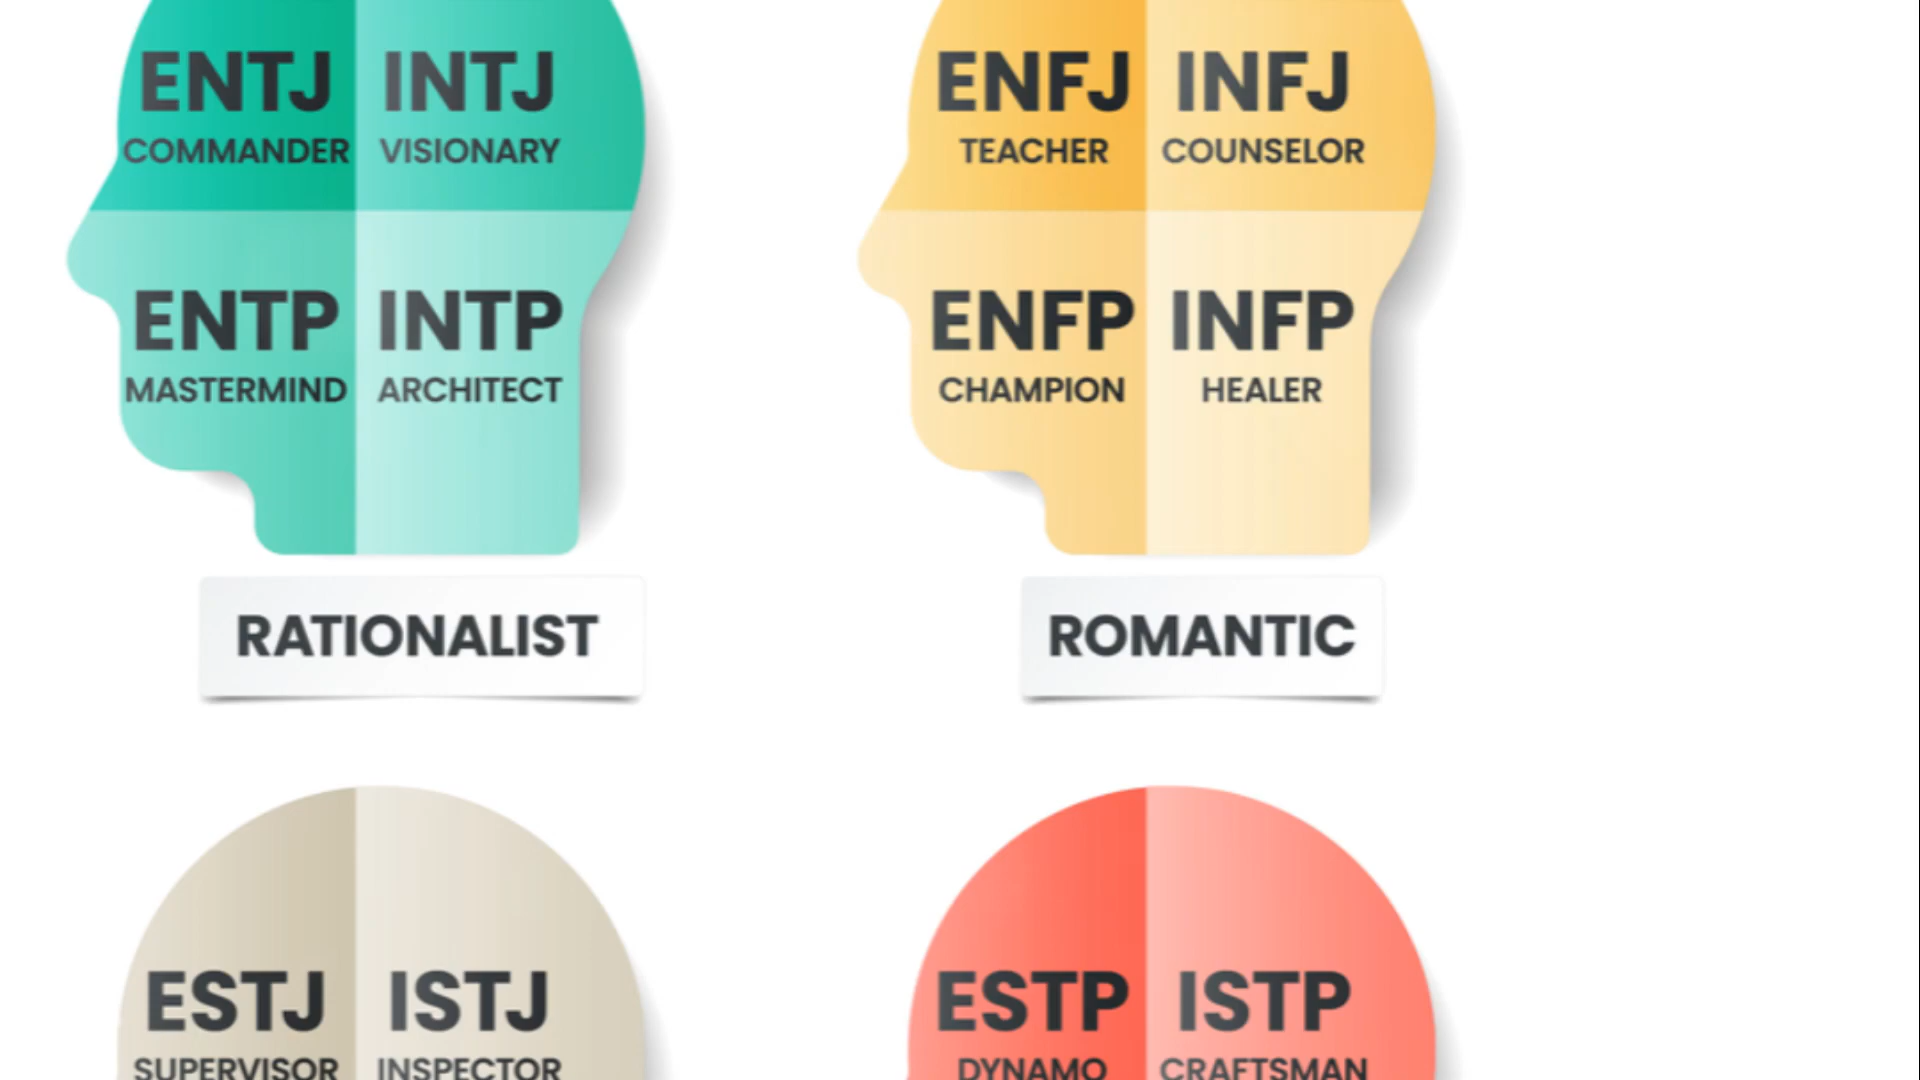 ENTJ INTJ
COMMANDER VISIONARY
ENTP INTP
MASTERMIND ARCHITECT
RATIONALIST
ENFJ INFJ
TEACHER COUNSELOR
ENFP INFP
CHAMPION HEALER
ROMANTIC
ESTJ ISTJ
SUPERVISOR INSPECTOR
ESTP ISTP
DYNAMO CRAFTSMAN